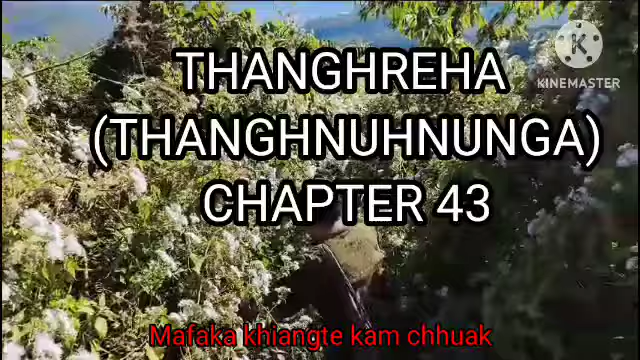 THANGHREHA
KINEMASTER
(THANGHNUHNUNGA)
CHAPTER 43
Mafaka khiangte kam chhuak